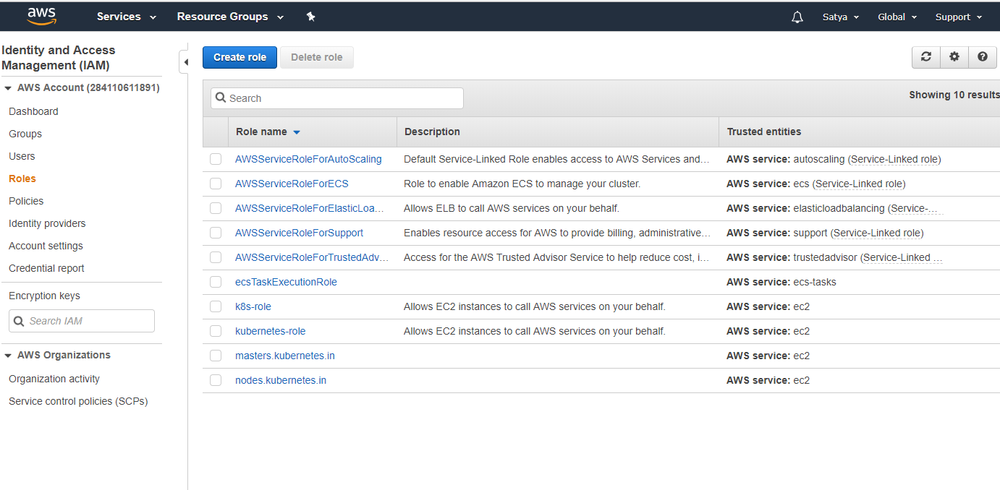 aws Services Resource Groups Satya Global Support
Identity and Access
Management (IAM)
AWS Account (284110611891)
Dashboard
Groups
Users
Roles
Policies
Identity providers
Account settings
Credential report
Encryption keys
Search IAM
AWS Organizations
Organization activity
Service control policies (SCPs)
Create role Delete role
Search Showing 10 results
Role name Description Trusted entities
AWSServiceRoleForAutoScaling Default Service-Linked Role enables access to AWS Services and... AWS service: autoscaling (Service-Linked role)
AWSServiceRoleForECS Role to enable Amazon ECS to manage your cluster. AWS service: ecs (Service-Linked role)
AWSServiceRoleForElasticLoa... Allows ELB to call AWS services on your behalf. AWS service: elasticloadbalancing (Service-...
AWSServiceRoleForSupport Enables resource access for AWS to provide billing, administrative... AWS service: support (Service-Linked role)
AWSServiceRoleForTrustedAdv... Access for the AWS Trusted Advisor Service to help reduce cost, i... AWS service: trustedadvisor (Service-Linked ...
ecsTaskExecutionRole AWS service: ecs-tasks
k8s-role Allows EC2 instances to call AWS services on your behalf. AWS service: ec2
kubernetes-role Allows EC2 instances to call AWS services on your behalf. AWS service: ec2
masters.kubernetes.in AWS service: ec2
nodes.kubernetes.in AWS service: ec2